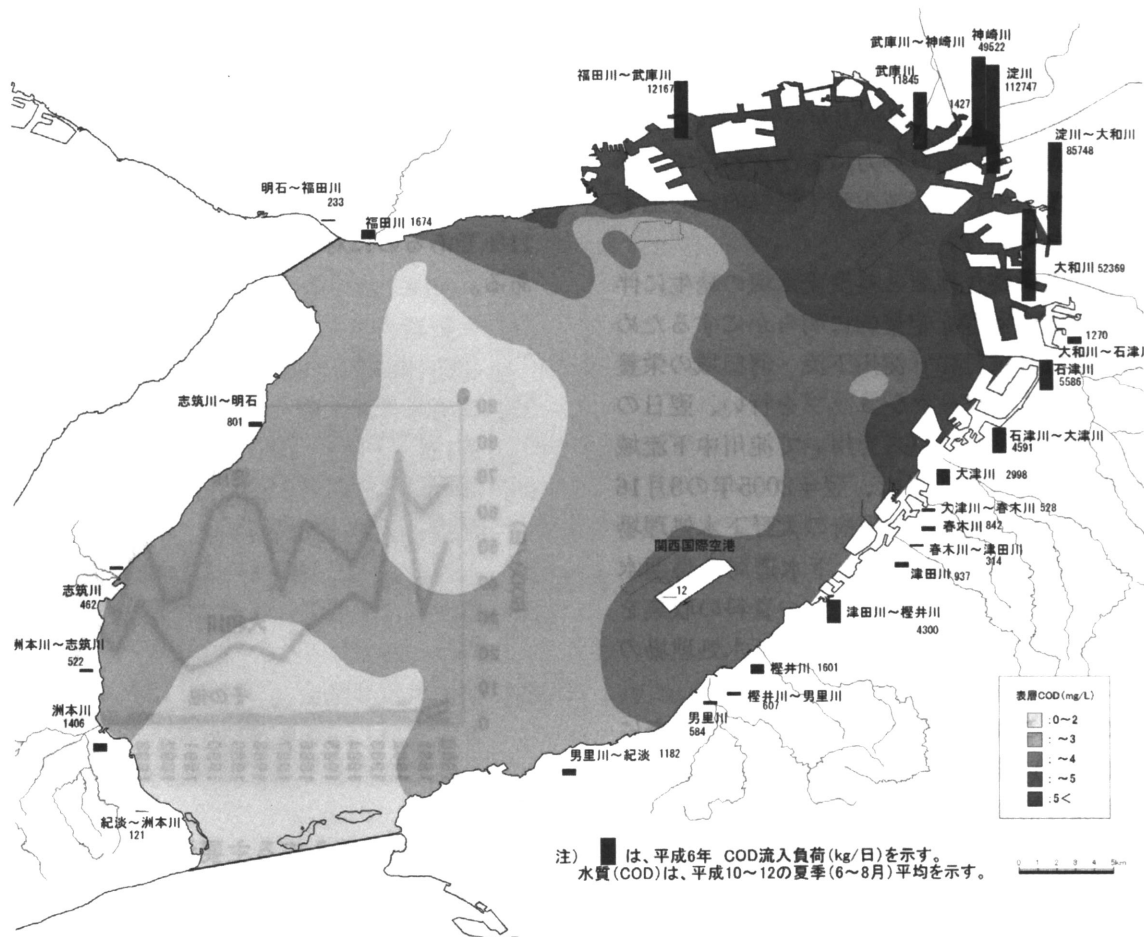 武庫川～神崎川
神崎川
49522
福田川～武庫川
12167
武庫川
11845
1427
淀川
112747
淀川～大和川
85748
明石～福田川
233
福田川 1674
大和川 52369
1270
大和川～石津川
石津川
5586
志筑川～明石
801
石津川～大津川
4591
大津川 2998
大津川～春木川 528
春木川 842
春木川～津田川
314
津田川 937
関西国際空港
12
津田川～樫井川
4300
志筑川
462
洲本川～志筑川
522
樫井川 1601
樫井川～男里川
607
男里川
584
洲本川
1406
男里川～紀淡 1182
紀淡～洲本川
121
表層COD(mg/L)
:0～2
:～3
:～4
:～5
:5<
注) は、平成6年 COD流入負荷(kg/日)を示す。
水質(COD)は、平成10～12の夏季(6～8月)平均を示す。
0 1 2 3 4 5km